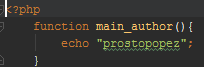 <?php
function main_author(){
echo "prostopopez";
}